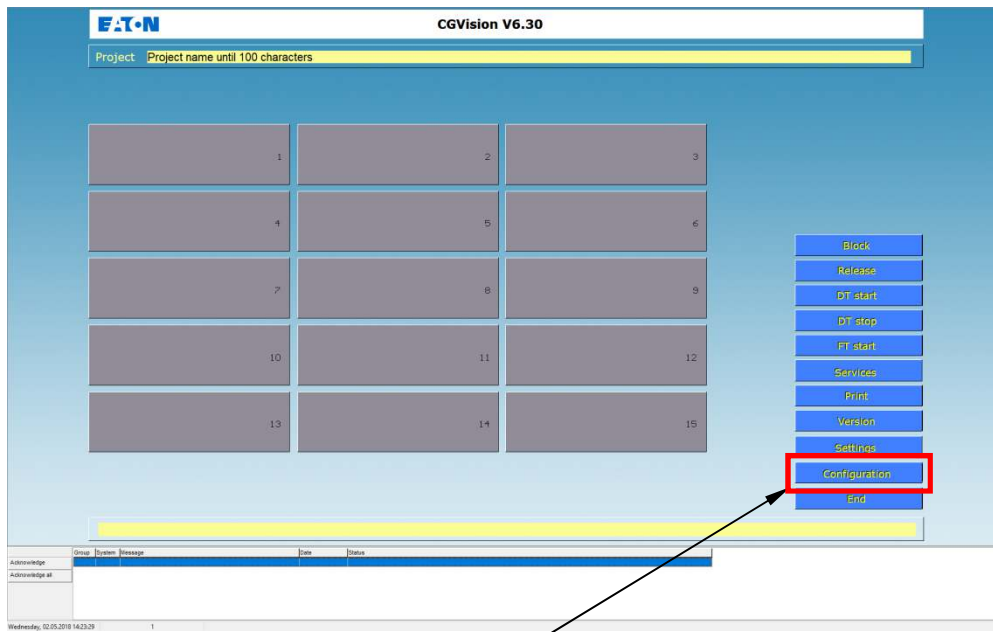 EATON
CGVision V6.30
Project Project name until 100 characters
1 2 3
4 5 6
7 8 9
10 11 12
13 14 15
Block
Release
DT start
DT stop
FT start
Services
Print
Version
Settings
Configuration
End
Group System Message Date Status
Acknowledge
Acknowledge all
Wednesday, 02.05.2018 14:23:29 1